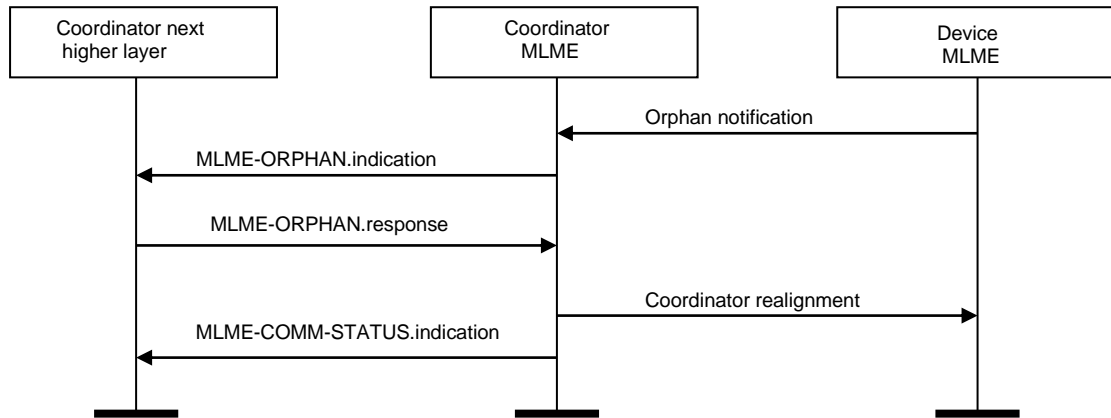 Coordinator next
higher layer
Coordinator
MLME
Device
MLME
Orphan notification
MLME-ORPHAN.indication
MLME-ORPHAN.response
Coordinator realignment
MLME-COMM-STATUS.indication